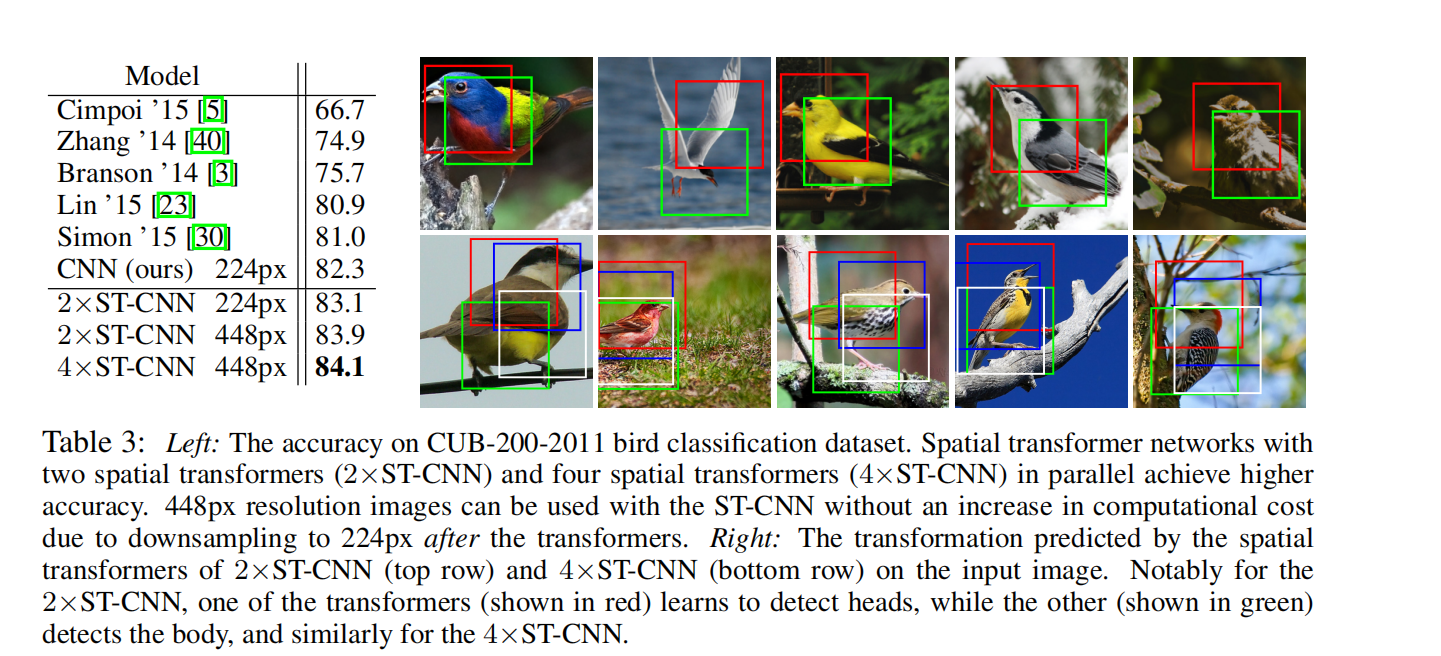 Model
Cimpoi ’15 [5] 66.7
Zhang ’14 [40] 74.9
Branson ’14 [3] 75.7
Lin ’15 [23] 80.9
Simon ’15 [30] 81.0
CNN (ours) 224px 82.3
2×ST-CNN 224px 83.1
2×ST-CNN 448px 83.9
4×ST-CNN 448px 84.1
Table 3: Left: The accuracy on CUB-200-2011 bird classification dataset. Spatial transformer networks with
two spatial transformers (2×ST-CNN) and four spatial transformers (4×ST-CNN) in parallel achieve higher
accuracy. 448px resolution images can be used with the ST-CNN without an increase in computational cost
due to downsampling to 224px after the transformers. Right: The transformation predicted by the spatial
transformers of 2×ST-CNN (top row) and 4×ST-CNN (bottom row) on the input image. Notably for the
2×ST-CNN, one of the transformers (shown in red) learns to detect heads, while the other (shown in green)
detects the body, and similarly for the 4×ST-CNN.